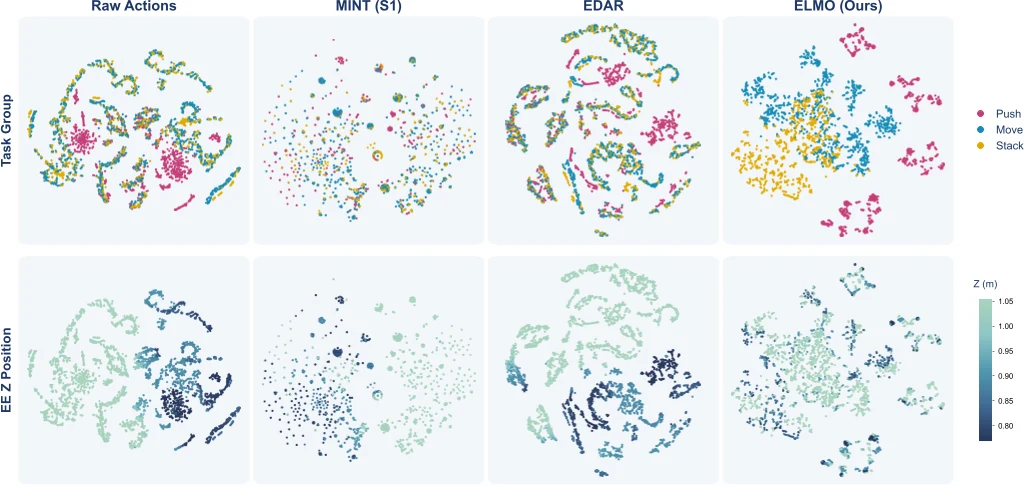 Raw Actions
MINT (S1)
EDAR
ELMO (Ours)
Task Group
Push
Move
Stack
EE Z Position
Z (m)
1.05
1.00
0.95
0.90
0.85
0.80